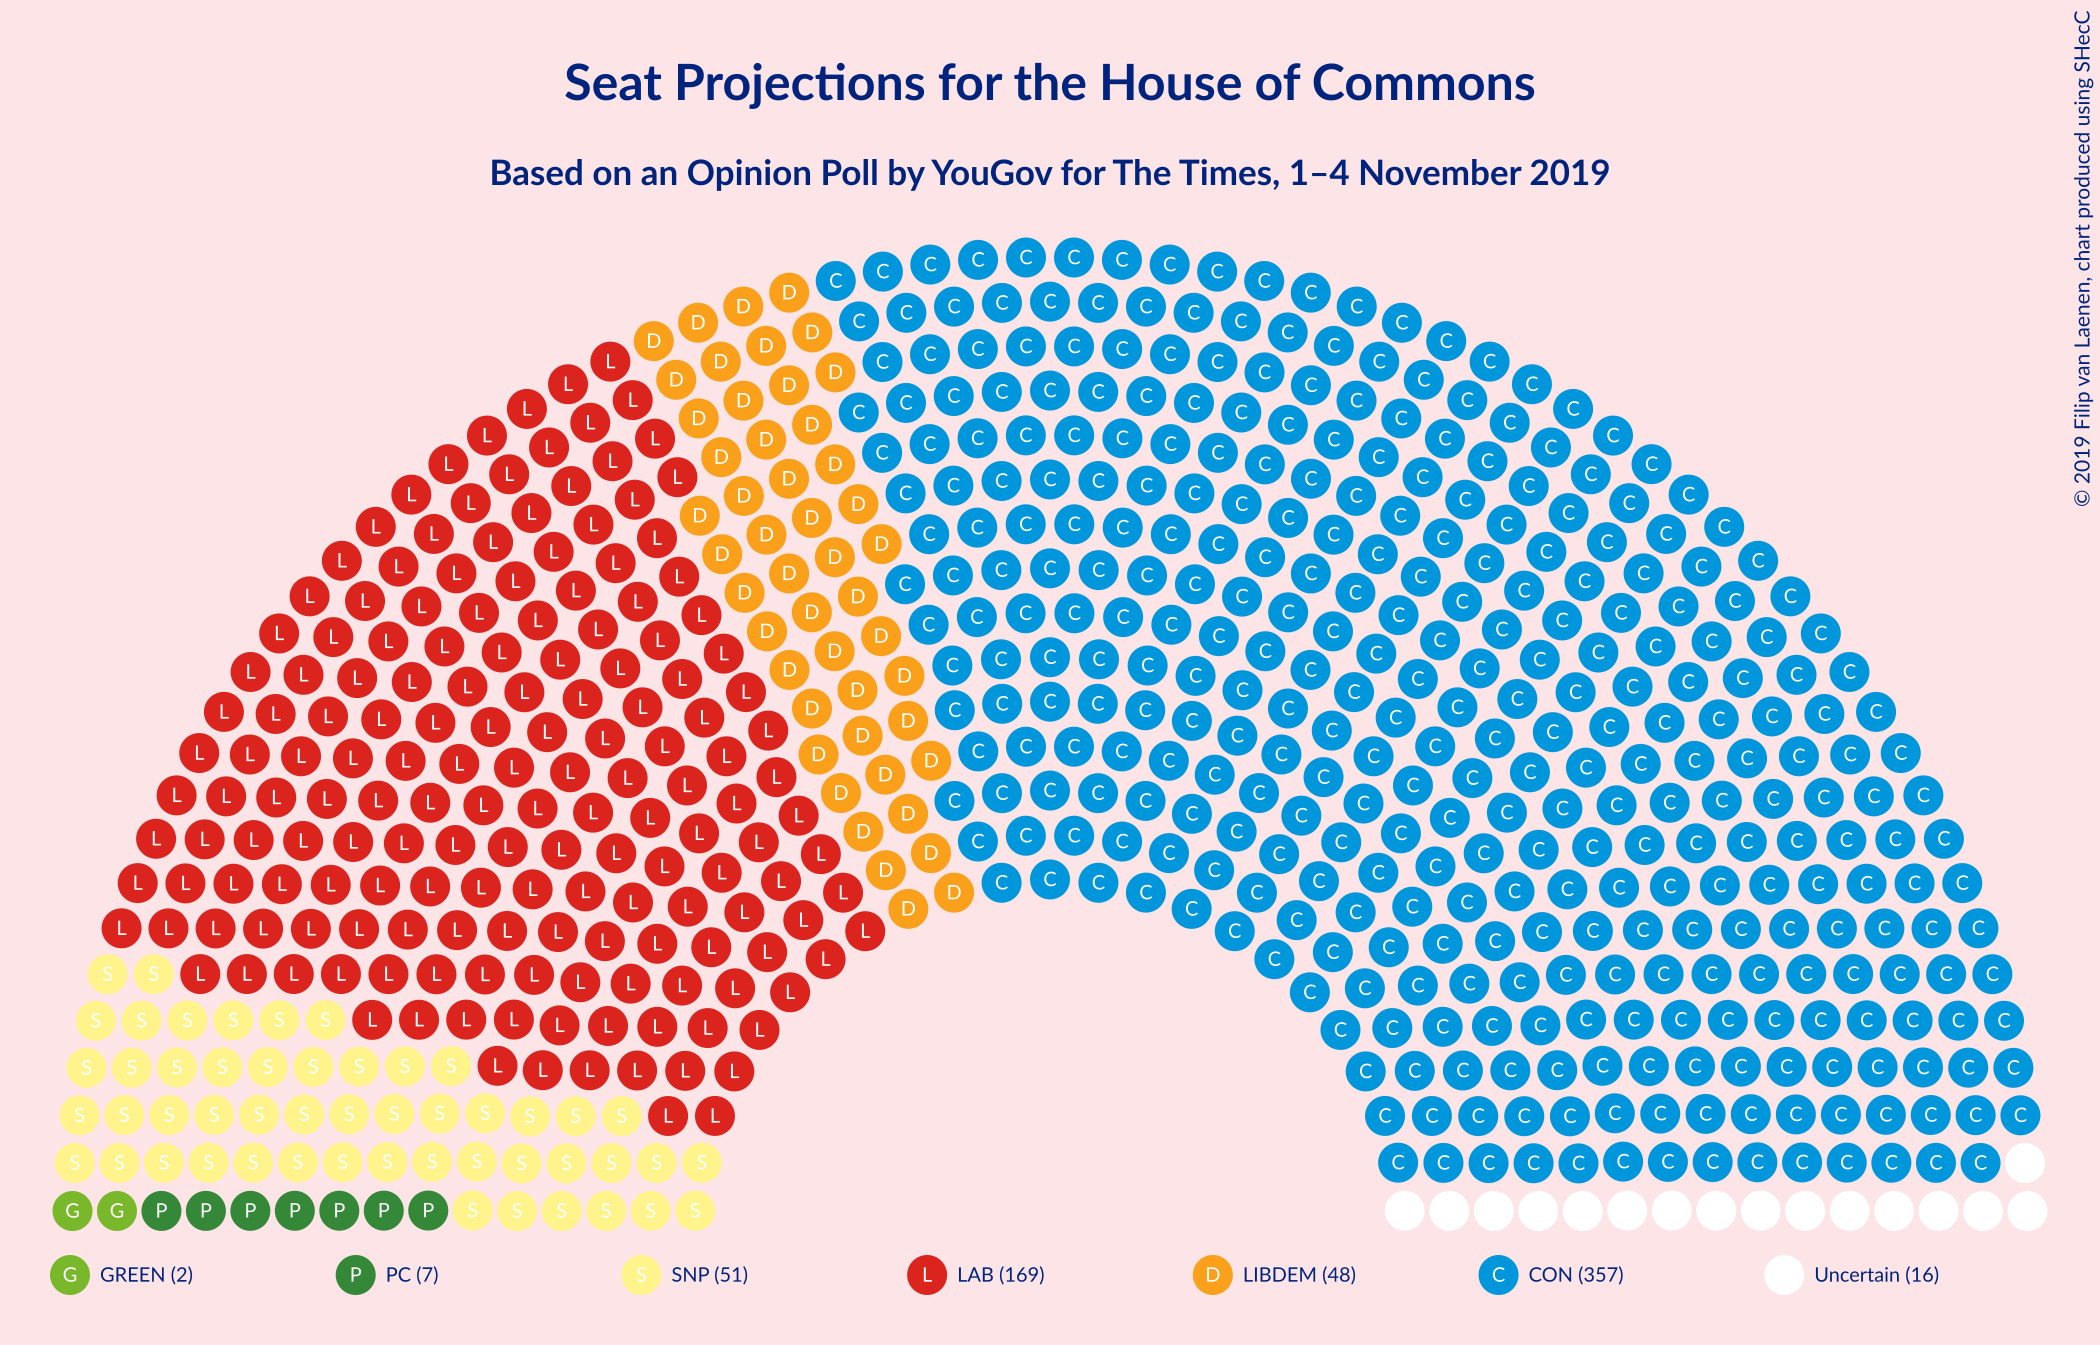 Seat Projections for the House of Commons
Based on an Opinion Poll by YouGov for The Times, 1–4 November 2019
© 2019 Filip van Laenen, chart produced using SHecC
G GREEN (2)
P PC (7)
S SNP (51)
L LAB (169)
D LIBDEM (48)
C CON (357)
Uncertain (16)